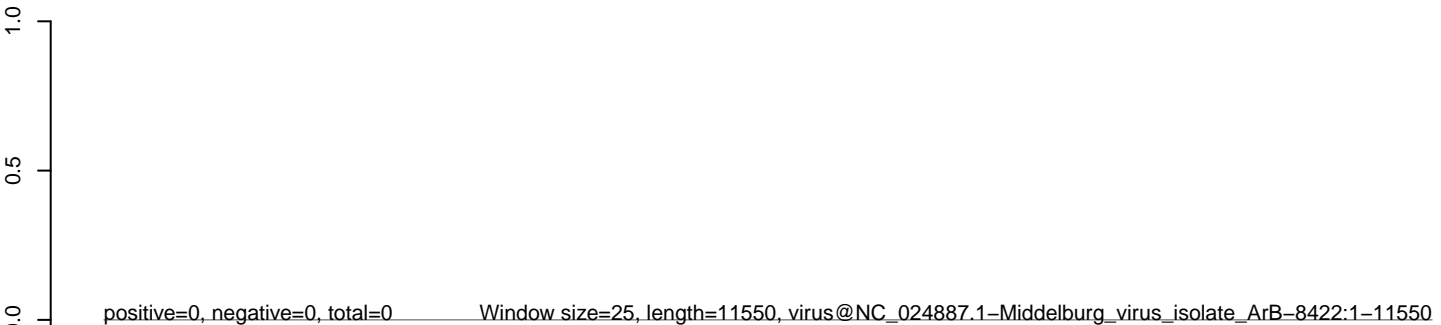 1.0
0.5
0.0
positive=0, negative=0, total=0 Window size=25, length=11550, virus@NC_024887.1−Middelburg_virus_isolate_ArB−8422:1−11550